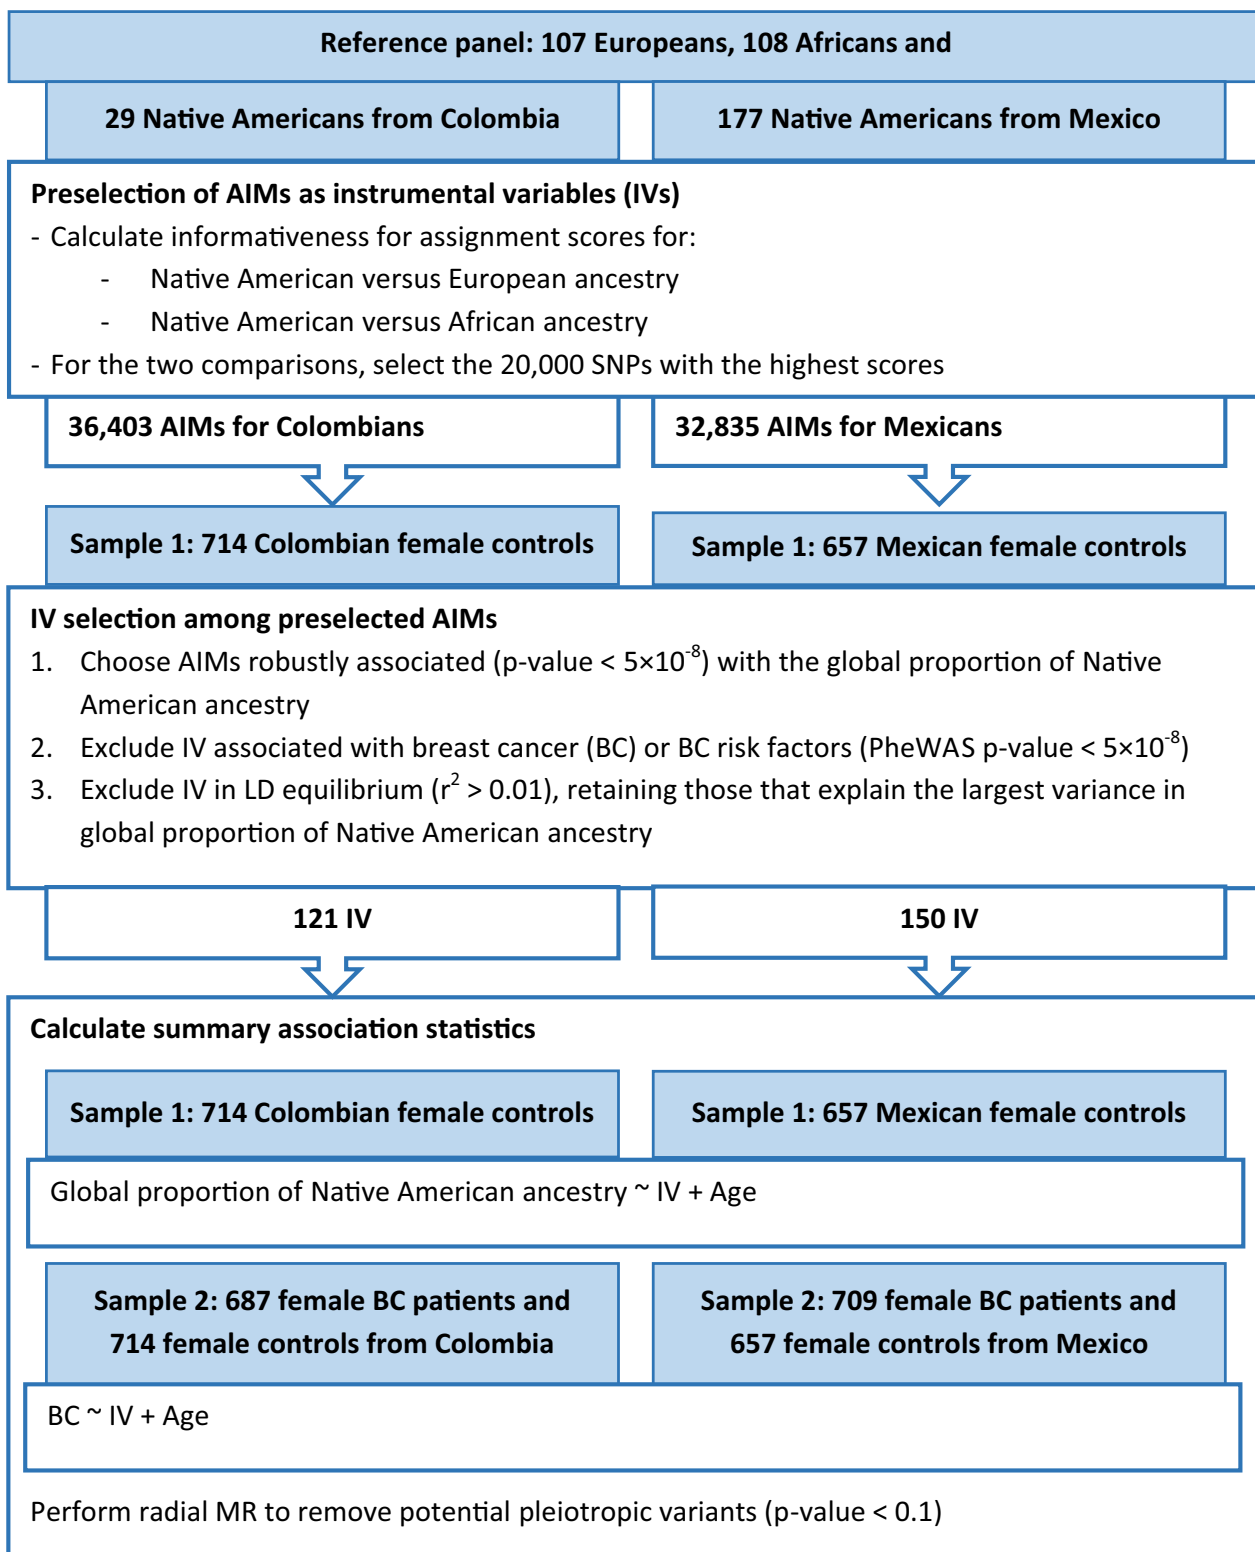 Reference panel: 107 Europeans, 108 Africans and
29 Native Americans from Colombia
177 Native Americans from Mexico
Preselection of AIMs as instrumental variables (IVs)
- Calculate informativeness for assignment scores for:
- Native American versus European ancestry
- Native American versus African ancestry
- For the two comparisons, select the 20,000 SNPs with the highest scores
36,403 AIMs for Colombians
32,835 AIMs for Mexicans
Sample 1: 714 Colombian female controls
Sample 1: 657 Mexican female controls
IV selection among preselected AIMs
1. Choose AIMs robustly associated (p-value < 5×10⁻⁸) with the global proportion of Native
American ancestry
2. Exclude IV associated with breast cancer (BC) or BC risk factors (PheWAS p-value < 5×10⁻⁸)
3. Exclude IV in LD equilibrium (r² > 0.01), retaining those that explain the largest variance in
global proportion of Native American ancestry
121 IV
150 IV
Calculate summary association statistics
Sample 1: 714 Colombian female controls
Sample 1: 657 Mexican female controls
Global proportion of Native American ancestry ~ IV + Age
Sample 2: 687 female BC patients and
714 female controls from Colombia
Sample 2: 709 female BC patients and
657 female controls from Mexico
BC ~ IV + Age
Perform radial MR to remove potential pleiotropic variants (p-value < 0.1)